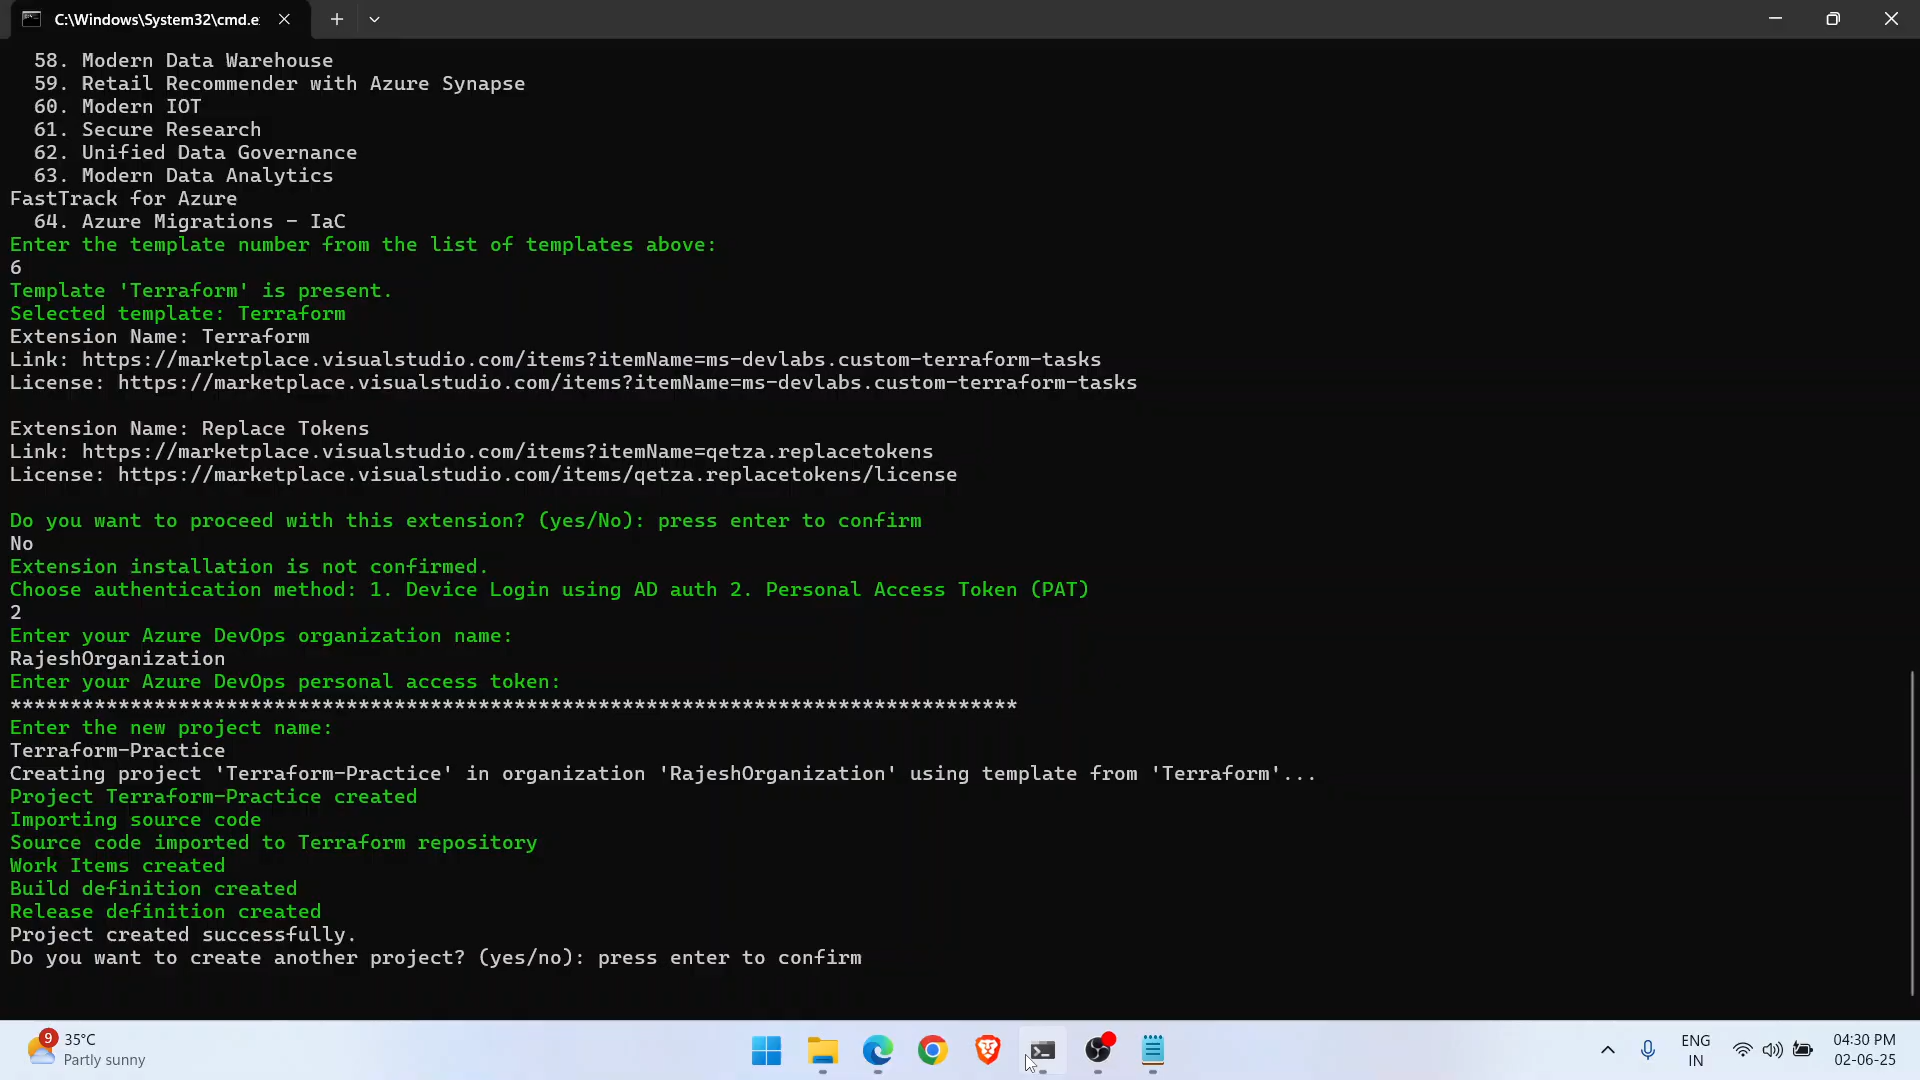 C:\Windows\System32\cmd.e
58. Modern Data Warehouse
59. Retail Recommender with Azure Synapse
60. Modern IOT
61. Secure Research
62. Unified Data Governance
63. Modern Data Analytics
FastTrack for Azure
64. Azure Migrations - IaC
Enter the template number from the list of templates above:
6
Template 'Terraform' is present.
Selected template: Terraform
Extension Name: Terraform
Link: https://marketplace.visualstudio.com/items?itemName=ms-devlabs.custom-terraform-tasks
License: https://marketplace.visualstudio.com/items?itemName=ms-devlabs.custom-terraform-tasks
Extension Name: Replace Tokens
Link: https://marketplace.visualstudio.com/items?itemName=qetza.replacetokens
License: https://marketplace.visualstudio.com/items/qetza.replacetokens/license
Do you want to proceed with this extension? (yes/No): press enter to confirm
No
Extension installation is not confirmed.
Choose authentication method: 1. Device Login using AD auth 2. Personal Access Token (PAT)
2
Enter your Azure DevOps organization name:
RajeshOrganization
Enter your Azure DevOps personal access token:
************************************************************************************
Enter the new project name:
Terraform-Practice
Creating project 'Terraform-Practice' in organization 'RajeshOrganization' using template from 'Terraform'...
Project Terraform-Practice created
Importing source code
Source code imported to Terraform repository
Work Items created
Build definition created
Release definition created
Project created successfully.
Do you want to create another project? (yes/no): press enter to confirm
9
35°C
Partly sunny
ENG
IN
04:30 PM
02-06-25